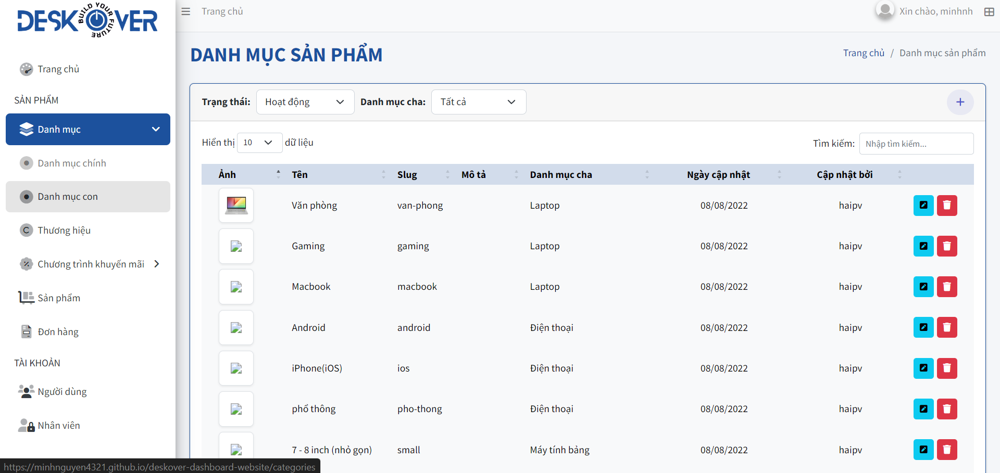 DESKOVER
BUILD YOUR FUTURE
Trang chủ
SẢN PHẨM
Danh mục
Danh mục chính
Danh mục con
C Thương hiệu
Chương trình khuyến mãi
Sản phẩm
Đơn hàng
TÀI KHOẢN
Người dùng
Nhân viên
Trang chủ
Xin chào, minhnh
DANH MỤC SẢN PHẨM
Trang chủ / Danh mục sản phẩm
Trạng thái: Hoạt động Danh mục cha: Tất cả +
Hiển thị 10 dữ liệu
Tìm kiếm: Nhập tìm kiếm...
Ảnh Tên Slug Mô tả Danh mục cha Ngày cập nhật Cập nhật bởi
Văn phòng van-phong Laptop 08/08/2022 haipv
Gaming gaming Laptop 08/08/2022 haipv
Macbook macbook Laptop 08/08/2022 haipv
Android android Điện thoại 08/08/2022 haipv
iPhone(iOS) ios Điện thoại 08/08/2022 haipv
phổ thông pho-thong Điện thoại 08/08/2022 haipv
7 - 8 inch (nhỏ gọn) small Máy tính bảng 08/08/2022 haipv
https://minhnguyen4321.github.io/deskover-dashboard-website/categories